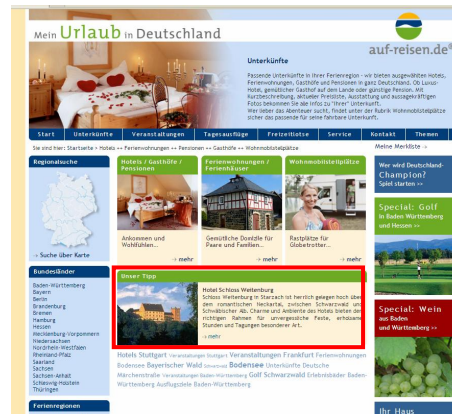 Mein Urlaub in Deutschland
auf-reisen.de
Unterkünfte
Passende Unterkünfte in Ihrer Ferienregion - wir bieten ausgewählten Hotels,
Ferienwohnungen, Gasthöfe und Pensionen in ganz Deutschland. Ob Luxus-
Hotel, gemütlicher Gasthof auf dem Land oder günstige Pension. Mit
Kurzbeschreibung, aktueller Preisliste, Ausstattung und aussagekräftigen
Fotos bekommen Sie alle Infos zu "Ihrer" Unterkunft.
Wer lieber das Abenteuer sucht, findet unter der Rubrik Wohnmobilstellplätze
sicher das passende für seine fahrbare Unterkunft.
Start Unterkünfte Veranstaltungen Tagesausflüge Freizeittotse Service Kontakt Themen
Sie sind hier: Startseite > Hotels ++ Ferienwohnungen ++ Pensionen ++ Gasthöfe ++ Wohnmobilstellplätze
Meine Merkliste
Regionalsuche
Suche über Karte
Hotels / Gasthöfe /
Pensionen
Ankommen und
Wohlfühlen...
mehr
Ferienwohnungen /
Ferienhäuser
Gemütliche Domizile für
Paare und Familien...
mehr
Wohnmobilstellplätze
Rastplätze für
Globetrotter...
mehr
Wer wird Deutschland-
Champion?
Spiel starten >>
Special: Golf
in Baden Württemberg
und Hessen >>
Bundesländer
Baden-Württemberg
Bayern
Berlin
Brandenburg
Bremen
Hamburg
Hessen
Mecklenburg-Vorpommern
Niedersachsen
Nordrhein-Westfalen
Rheinland-Pfalz
Saarland
Sachsen
Sachsen-Anhalt
Schleswig-Holstein
Thüringen
Ferienregionen
Unser Tipp
Hotel Schloss Weitenburg
Schloss Weitenburg in Starzach ist herrlich gelegen hoch über
dem romantischen Neckartal, zwischen Schwarzwald und
Schwäbischer Alb. Charme und Ambiente des Hotels bieten den
richtigen Rahmen für unvergessliche Feste, erholsame
Stunden und Tagungen besonderer Art.
mehr
Hotels Stuttgart Veranstaltungen Stuttgart Veranstaltungen Frankfurt Ferienwohnungen
Bodensee Bayerischer Wald Bodensee Unterkünfte Deutsche
Märchenstraße Veranstaltungen Baden-Württemberg Golf Schwarzwald Erlebnisbäder Baden-
Württemberg Ausflugsziele Baden-Württemberg
Special: Wein
aus Baden
und Württemberg >>
Ihr Haus